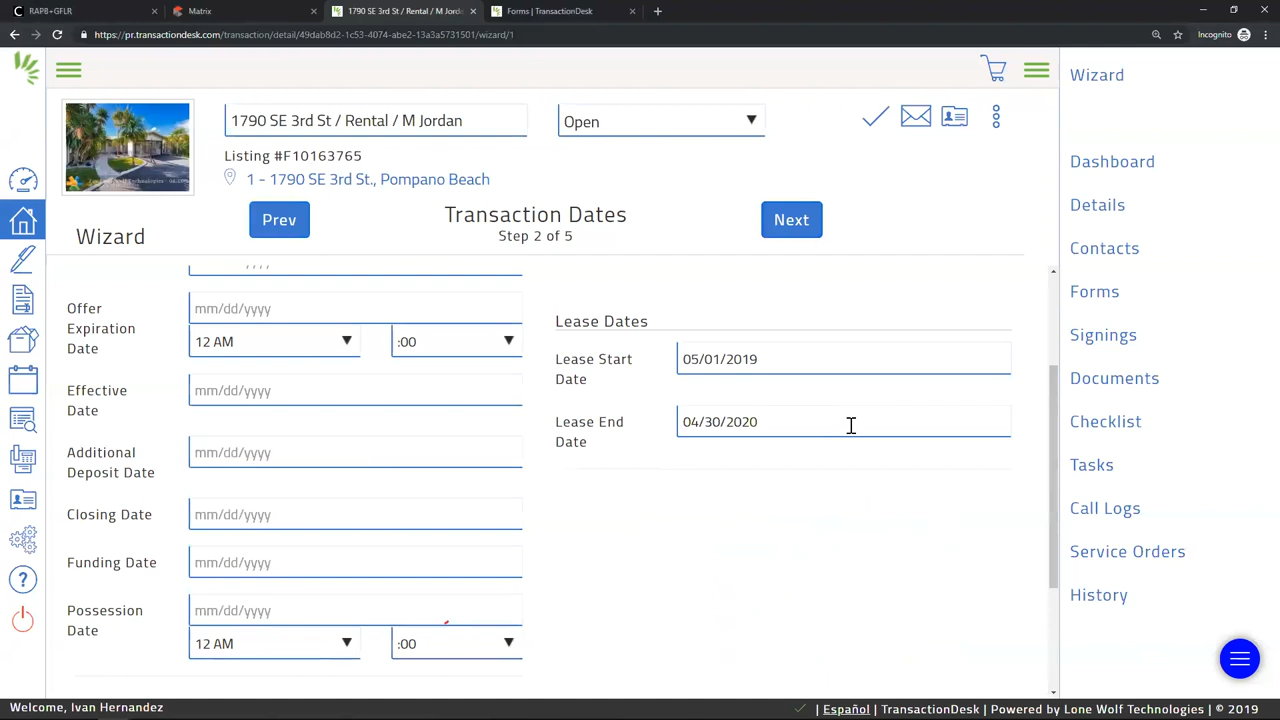 RAPB+GFLR
Matrix
1790 SE 3rd St / Rental / M Jorda
Forms | TransactionDesk
https://pr.transactiondesk.com/transaction/detail/49dab8d2-1c53-4074-abe2-13a3a5731501/wizard/1
Incognito
1790 SE 3rd St / Rental / M Jordan
Open
Listing #F10163765
1 - 1790 SE 3rd St., Pompano Beach
Prev
Transaction Dates
Step 2 of 5
Next
Wizard
Offer Expiration Date
mm/dd/yyyy
12 AM
:00
Effective Date
mm/dd/yyyy
Additional Deposit Date
mm/dd/yyyy
Closing Date
mm/dd/yyyy
Funding Date
mm/dd/yyyy
Possession Date
mm/dd/yyyy
12 AM
:00
Lease Dates
Lease Start Date
05/01/2019
Lease End Date
04/30/2020
Wizard
Dashboard
Details
Contacts
Forms
Signings
Documents
Checklist
Tasks
Call Logs
Service Orders
History
Welcome, Ivan Hernandez
| Español | TransactionDesk | Powered by Lone Wolf Technologies | © 2019